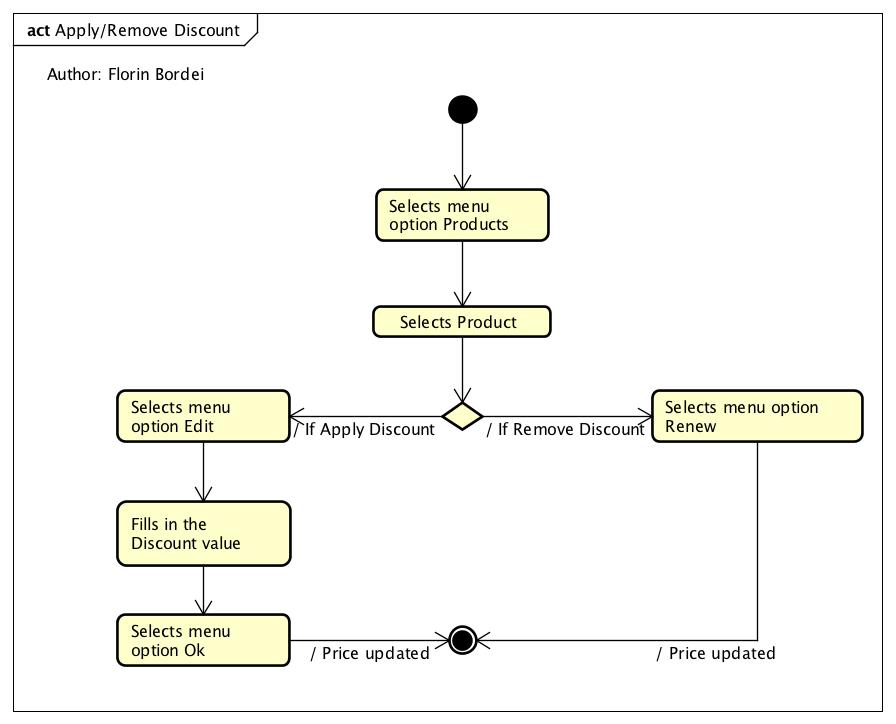 act Apply/Remove Discount
Author: Florin Bordei
Selects menu
option Products
Selects Product
Selects menu
option Edit
/ If Apply Discount
/ If Remove Discount
Selects menu option
Renew
Fills in the
Discount value
Selects menu
option Ok
/ Price updated
/ Price updated